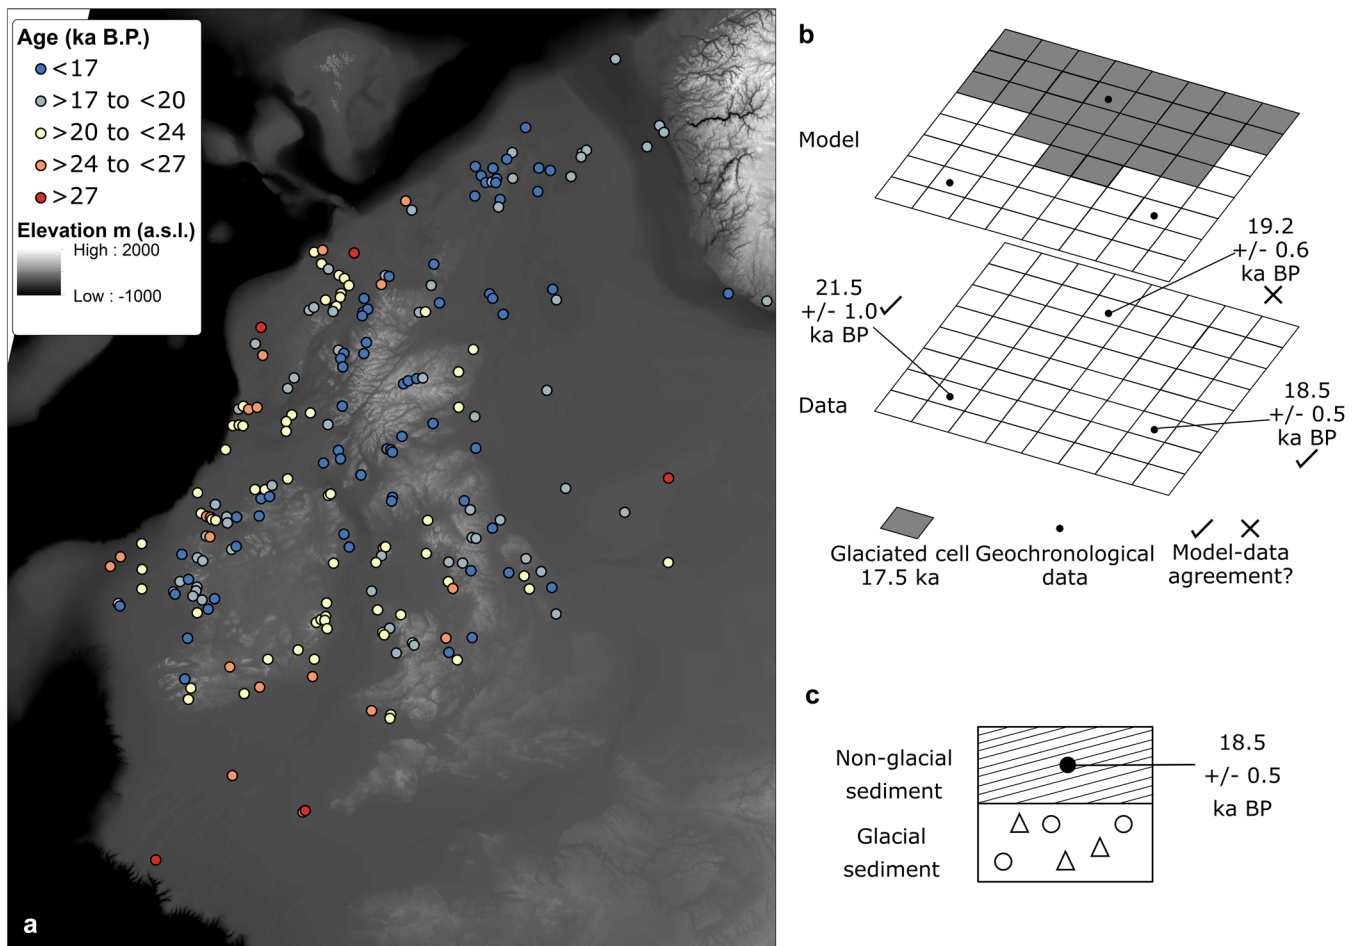 Age (ka B.P.)
<17
>17 to <20
>20 to <24
>24 to <27
>27
Elevation m (a.s.l.)
High : 2000
Low : -1000
a
b
Model
19.2
+/- 0.6
ka BP
21.5
+/- 1.0
ka BP
Data
18.5
+/- 0.5
ka BP
Glaciated cell
17.5 ka
Geochronological
data
Model-data
agreement?
c
Non-glacial
sediment
18.5
+/- 0.5
ka BP
Glacial
sediment